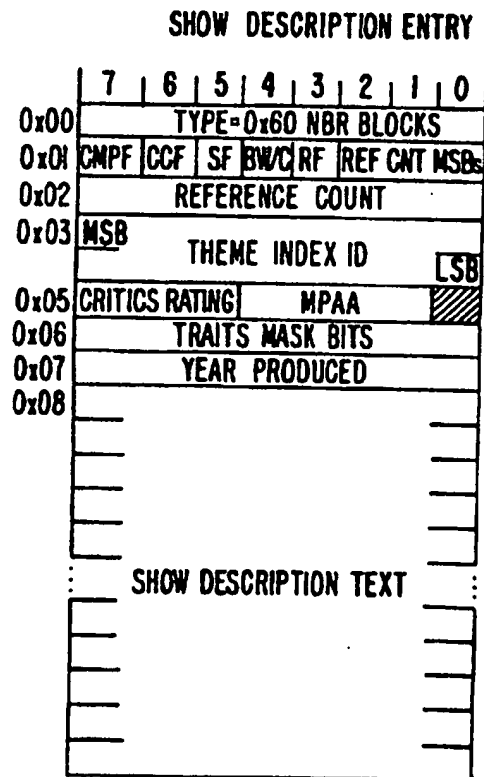 SHOW DESCRIPTION ENTRY
7 6 5 4 3 2 1 0
0x00 TYPE=0x60 NBR BLOCKS
0x01 CMPF CCF SF BW/C RF REF CNT MSBs
0x02 REFERENCE COUNT
0x03 MSB
THEME INDEX ID
LSB
0x05 CRITICS RATING MPAA
0x06 TRAITS MASK BITS
0x07 YEAR PRODUCED
0x08
SHOW DESCRIPTION TEXT